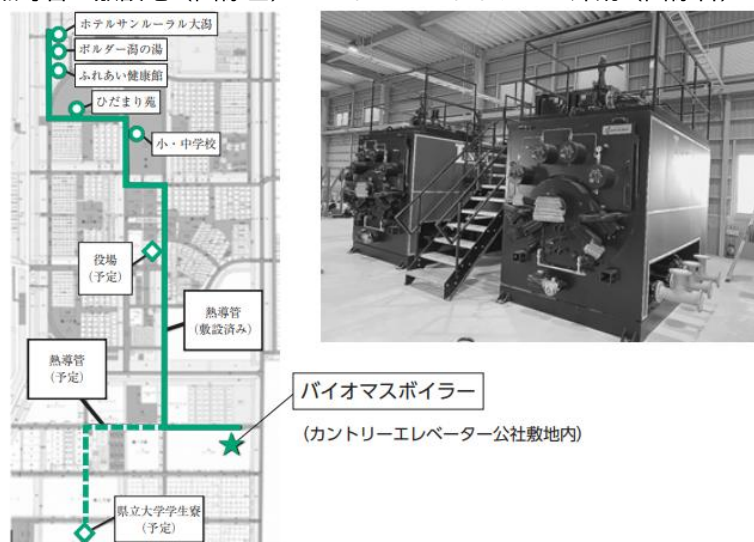 ホテルサンルーラル大潟
ポルダー潟の湯
ふれあい健康館
ひだまり苑
小・中学校
役場
（予定）
熱導管
（敷設済み）
熱導管
（予定）
バイオマスボイラー
（カントリーエレベーター公社敷地内）
県立大学学生寮
（予定）